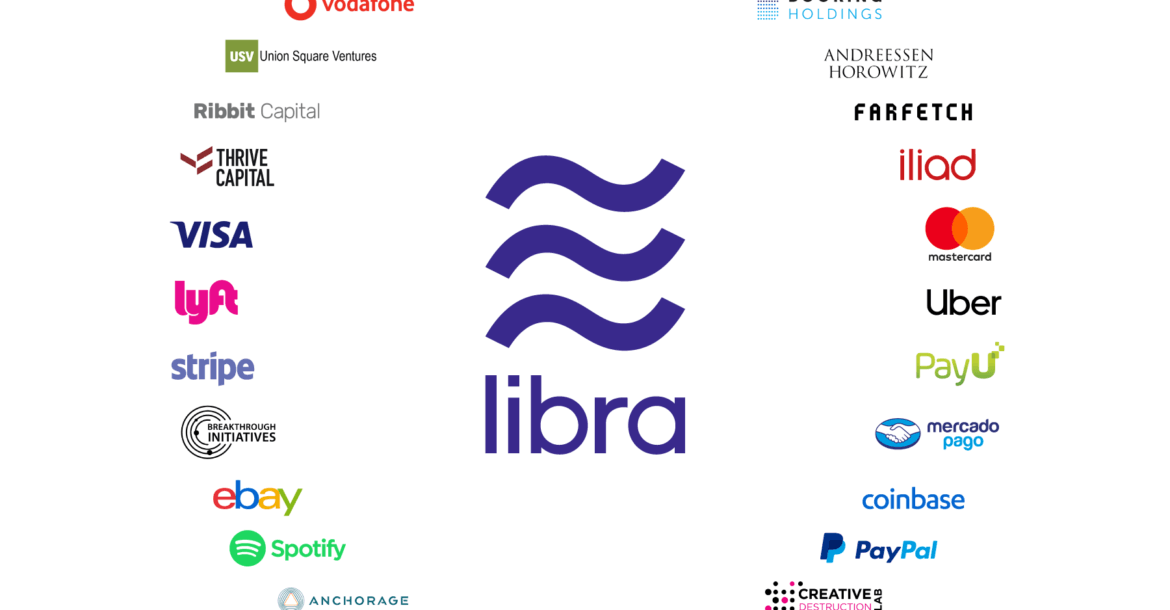 vodafone
BOOKING
HOLDINGS
USV Union Square Ventures
ANDREESSEN
HOROWITZ
Ribbit Capital
FARFETCH
THRIVE
CAPITAL
iliad
VISA
mastercard
lyft
Uber
stripe
PayU
libra
BREAKTHROUGH
INITIATIVES
mercado
pago
ebay
coinbase
Spotify
PayPal
ANCHORAGE
CREATIVE
DESTRUCTION
LAB